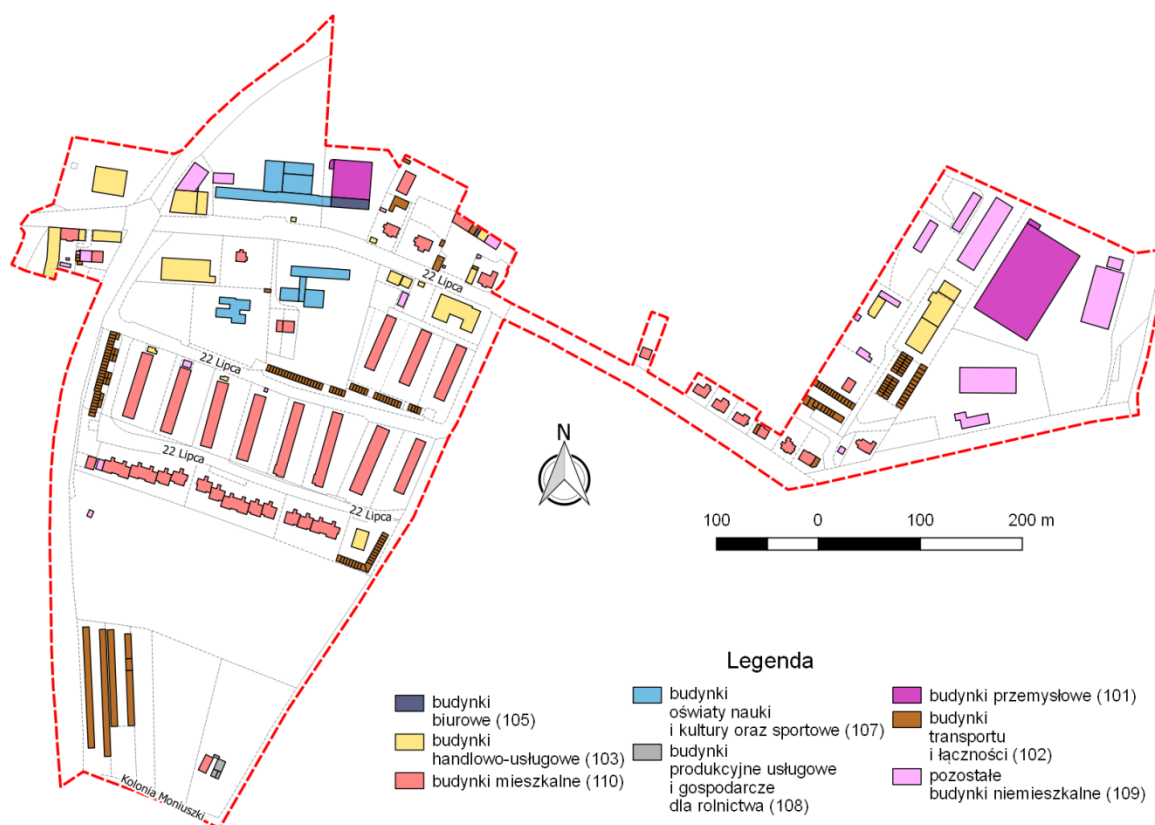 22 Lipca
22 Lipca
22 Lipca
22 Lipca
N
100 0 100 200 m
Kolonia Moniuszki
Legenda
budynki
biurowe (105)
budynki
handlowo-usługowe (103)
budynki mieszkalne (110)
budynki
oświaty nauki
i kultury oraz sportowe (107)
budynki
produkcyjne usługowe
i gospodarcze
dla rolnictwa (108)
budynki przemysłowe (101)
budynki
transportu
i łączności (102)
pozostałe
budynki niemieszkalne (109)